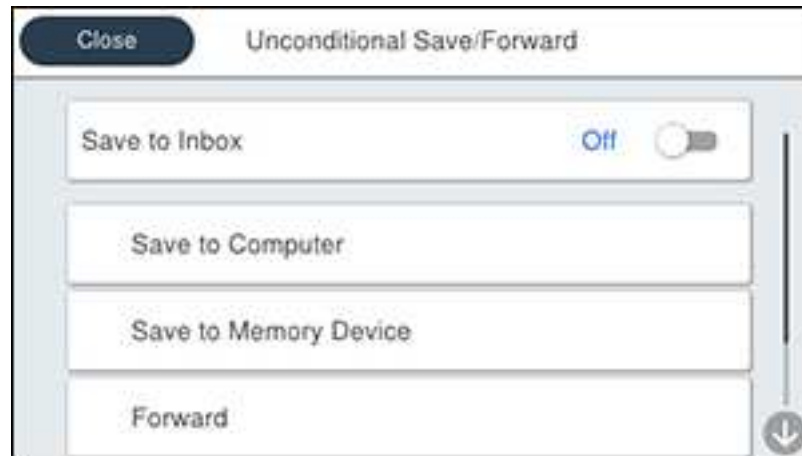 Close Unconditional Save/Forward
Save to Inbox Off
Save to Computer
Save to Memory Device
Forward